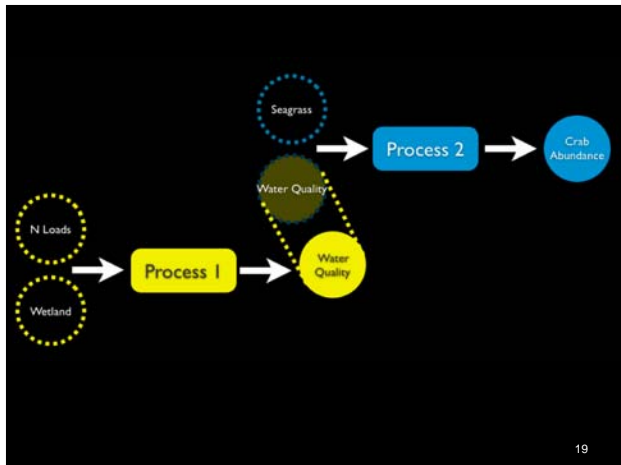 Seagrass
Process 2
Crab
Abundance
Water Quality
N Loads
Process 1
Water
Quality
Wetland
19